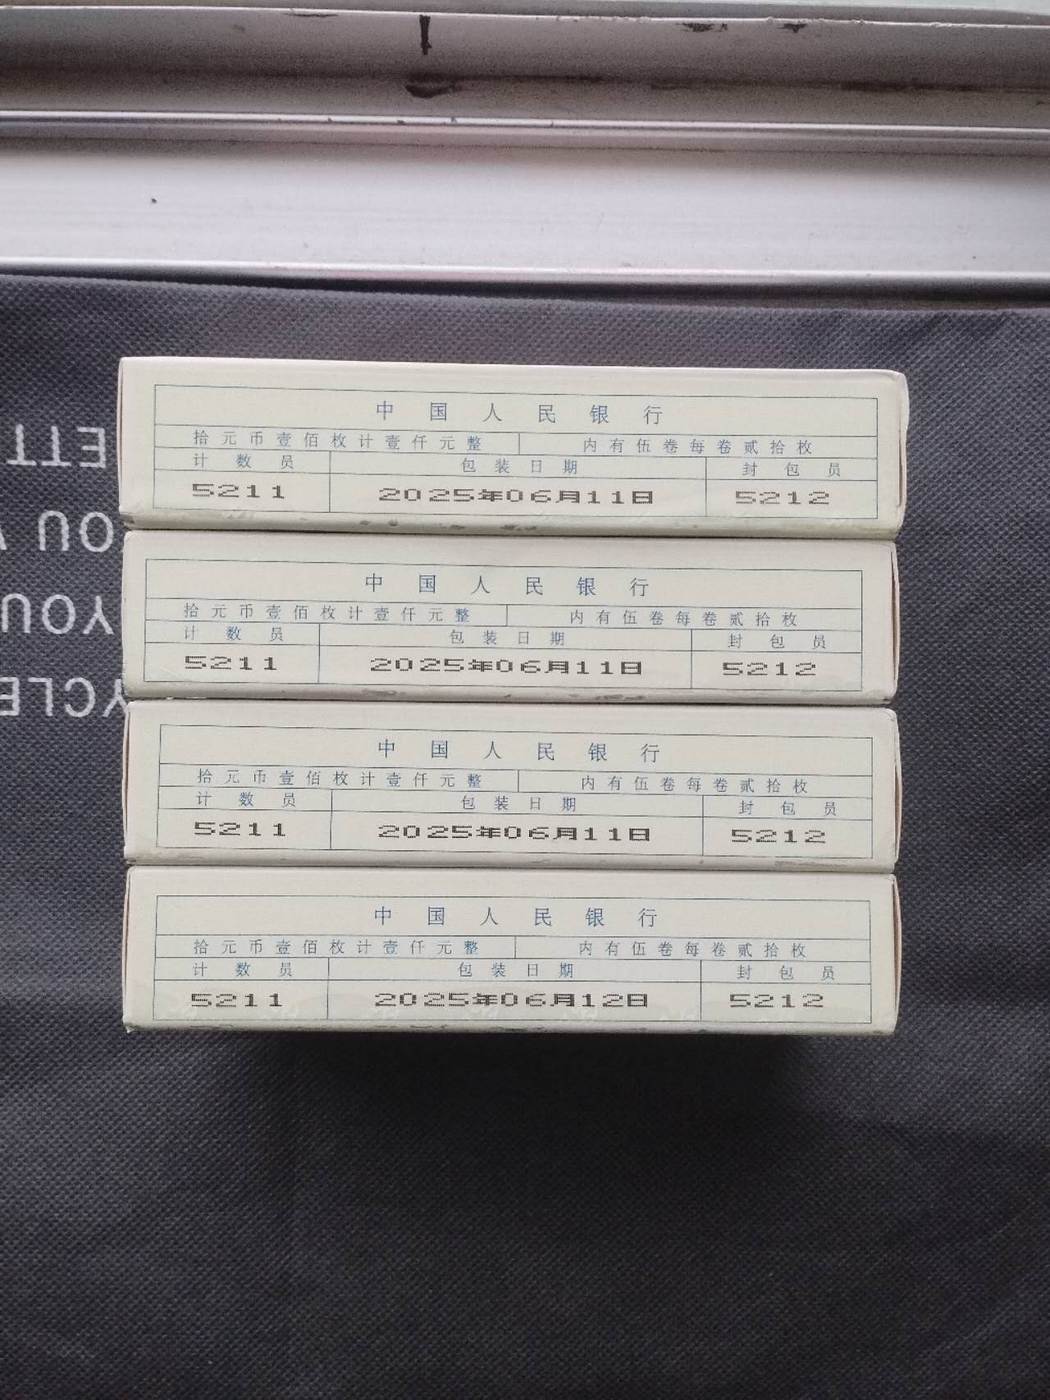 中国人民银行
拾元币壹佰枚计壹仟元整 内有伍卷每卷贰拾枚
计数员 包装日期 封包员
5211 2025年06月11日 5212
中国人民银行
拾元币壹佰枚计壹仟元整 内有伍卷每卷贰拾枚
计数员 包装日期 封包员
5211 2025年06月11日 5212
中国人民银行
拾元币壹佰枚计壹仟元整 内有伍卷每卷贰拾枚
计数员 包装日期 封包员
5211 2025年06月11日 5212
中国人民银行
拾元币壹佰枚计壹仟元整 内有伍卷每卷贰拾枚
计数员 包装日期 封包员
5211 2025年06月12日 5212
YCLE
YOU
OU
ETT